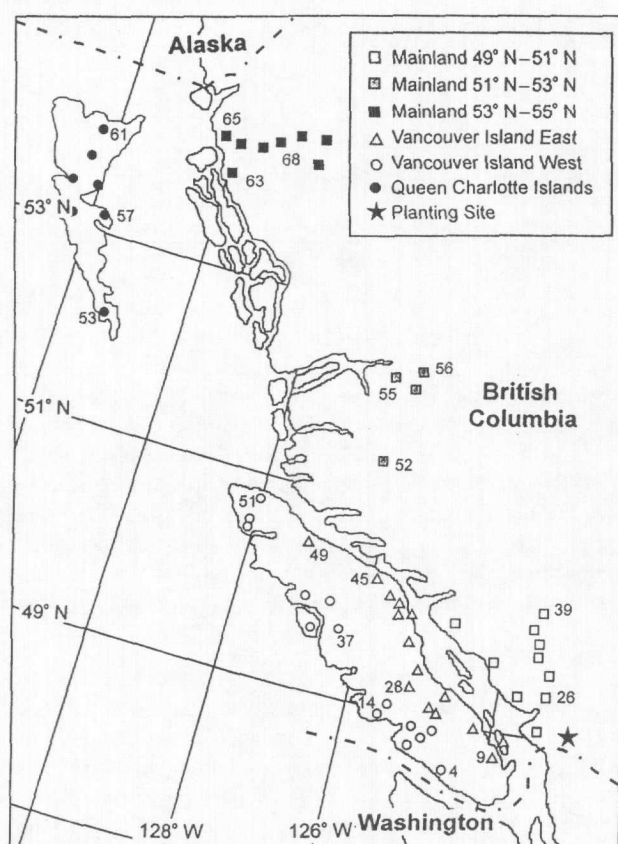 Alaska
Mainland 49° N–51° N
Mainland 51° N–53° N
Mainland 53° N–55° N
Vancouver Island East
Vancouver Island West
Queen Charlotte Islands
Planting Site
61
65
68
63
53° N
57
53
56
55
British
Columbia
51° N
52
51
49
45
49° N
39
37
28
26
14
9
4
Washington
128° W
126° W